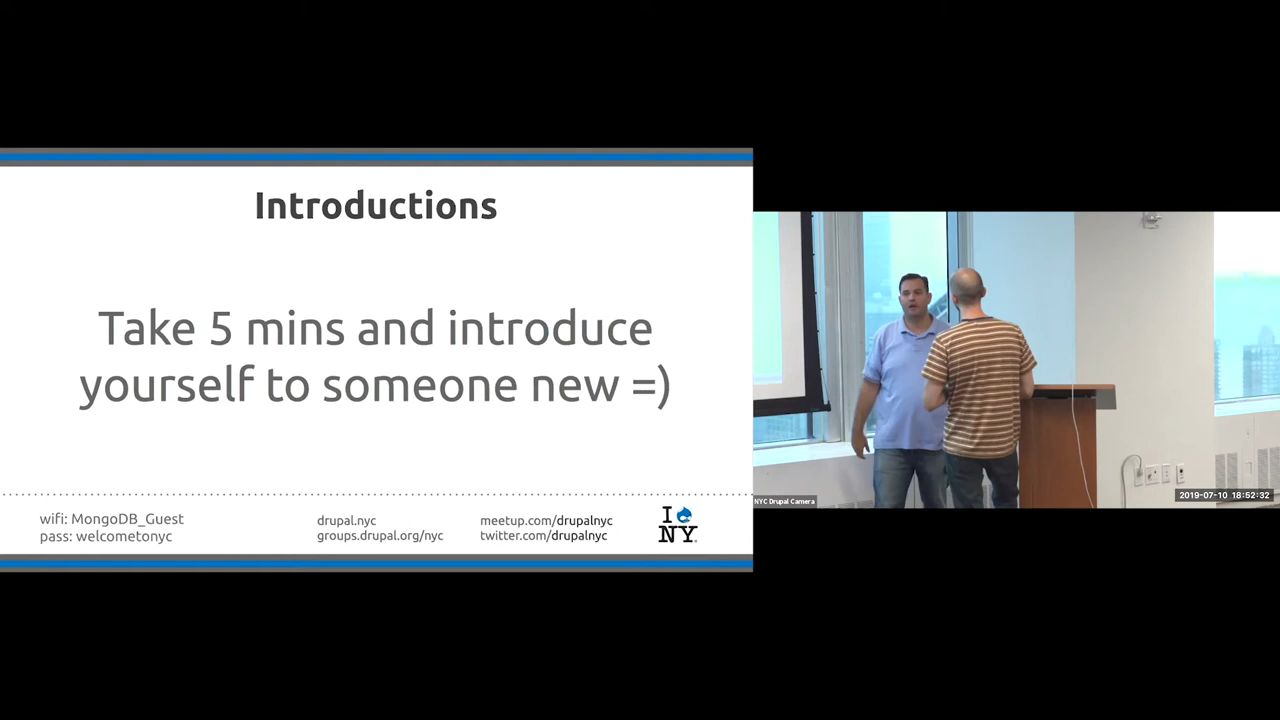 Introductions
Take 5 mins and introduce
yourself to someone new =)
wifi: MongoDB_Guest
pass: welcometonyc
drupal.nyc
groups.drupal.org/nyc
meetup.com/drupalnyc
twitter.com/drupalnyc
I
NY
NYC Drupal Camera
2019-07-10 18:52:32